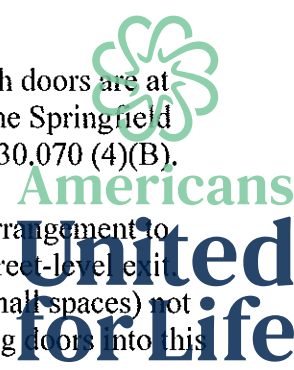 h doors are at
ne Springfield
30.070 (4)(B).
Americans
rrangement to
United
reet-level exit.
nall spaces) not
for Life
g doors into this